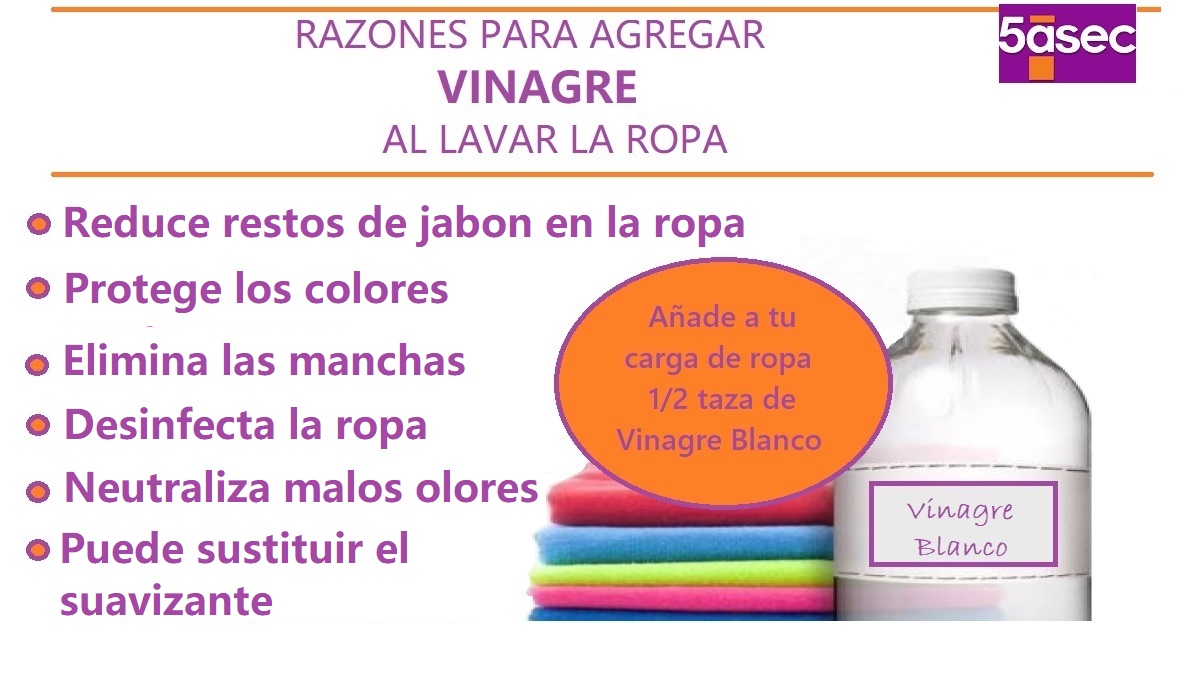 RAZONES PARA AGREGAR
5àsec
VINAGRE
AL LAVAR LA ROPA
Reduce restos de jabon en la ropa
Protege los colores
Elimina las manchas
Desinfecta la ropa
Neutraliza malos olores
Puede sustituir el
suavizante
Añade a tu
carga de ropa
1/2 taza de
Vinagre Blanco
Vinagre
Blanco